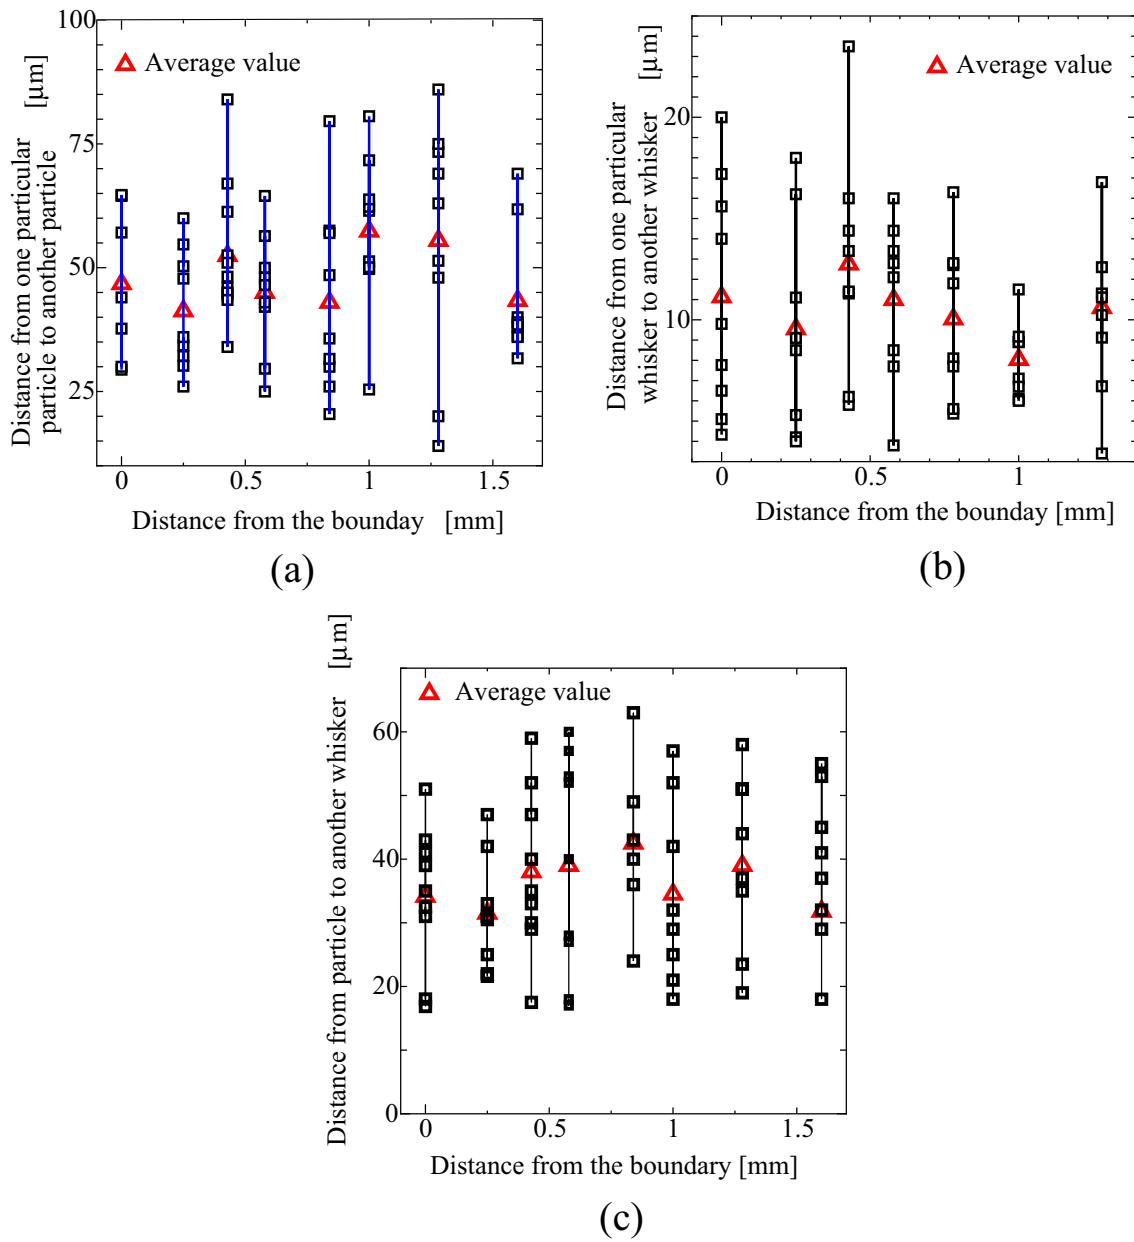 Distance from one particular [μm]
particle to another particle
100
75
50
25
Average value
0 0.5 1 1.5
Distance from the bounday [mm]
(a)
Distance from one particular [μm]
whisker to another whisker
20
10
Average value
0 0.5 1
Distance from the bounday [mm]
(b)
Distance from particle to another whisker [μm]
60
40
20
0
Average value
0 0.5 1 1.5
Distance from the boundary [mm]
(c)